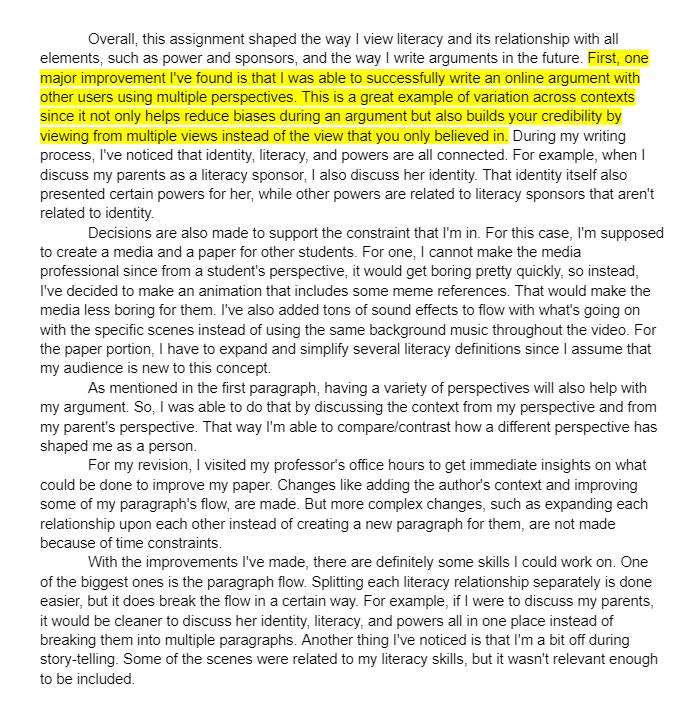 Overall, this assignment shaped the way I view literacy and its relationship with all
elements, such as power and sponsors, and the way I write arguments in the future. First, one
major improvement I've found is that I was able to successfully write an online argument with
other users using multiple perspectives. This is a great example of variation across contexts
since it not only helps reduce biases during an argument but also builds your credibility by
viewing from multiple views instead of the view that you only believed in. During my writing
process, I've noticed that identity, literacy, and powers are all connected. For example, when I
discuss my parents as a literacy sponsor, I also discuss her identity. That identity itself also
presented certain powers for her, while other powers are related to literacy sponsors that aren't
related to identity.
Decisions are also made to support the constraint that I'm in. For this case, I'm supposed
to create a media and a paper for other students. For one, I cannot make the media
professional since from a student's perspective, it would get boring pretty quickly, so instead,
I've decided to make an animation that includes some meme references. That would make the
media less boring for them. I've also added tons of sound effects to flow with what's going on
with the specific scenes instead of using the same background music throughout the video. For
the paper portion, I have to expand and simplify several literacy definitions since I assume that
my audience is new to this concept.
As mentioned in the first paragraph, having a variety of perspectives will also help with
my argument. So, I was able to do that by discussing the context from my perspective and from
my parent's perspective. That way I'm able to compare/contrast how a different perspective has
shaped me as a person.
For my revision, I visited my professor's office hours to get immediate insights on what
could be done to improve my paper. Changes like adding the author's context and improving
some of my paragraph's flow, are made. But more complex changes, such as expanding each
relationship upon each other instead of creating a new paragraph for them, are not made
because of time constraints.
With the improvements I've made, there are definitely some skills I could work on. One
of the biggest ones is the paragraph flow. Splitting each literacy relationship separately is done
easier, but it does break the flow in a certain way. For example, if I were to discuss my parents,
it would be cleaner to discuss her identity, literacy, and powers all in one place instead of
breaking them into multiple paragraphs. Another thing I've noticed is that I'm a bit off during
story-telling. Some of the scenes were related to my literacy skills, but it wasn't relevant enough
to be included.